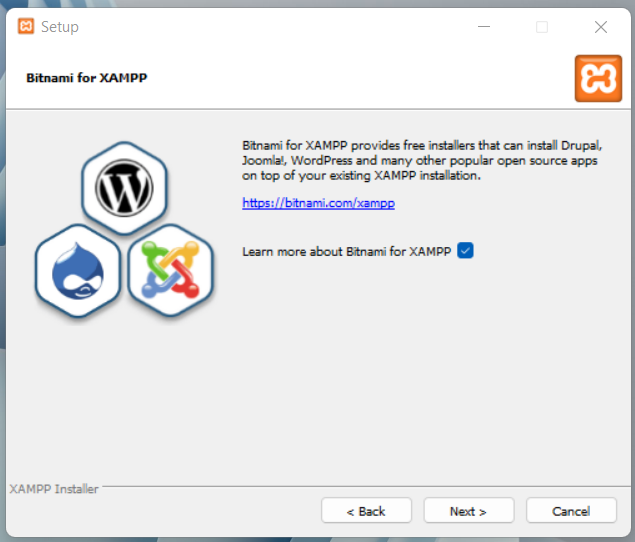 Setup
Bitnami for XAMPP
Bitnami for XAMPP provides free installers that can install Drupal,
Joomla!, WordPress and many other popular open source apps
on top of your existing XAMPP installation.
https://bitnami.com/xampp
Learn more about Bitnami for XAMPP
XAMPP Installer
< Back
Next >
Cancel